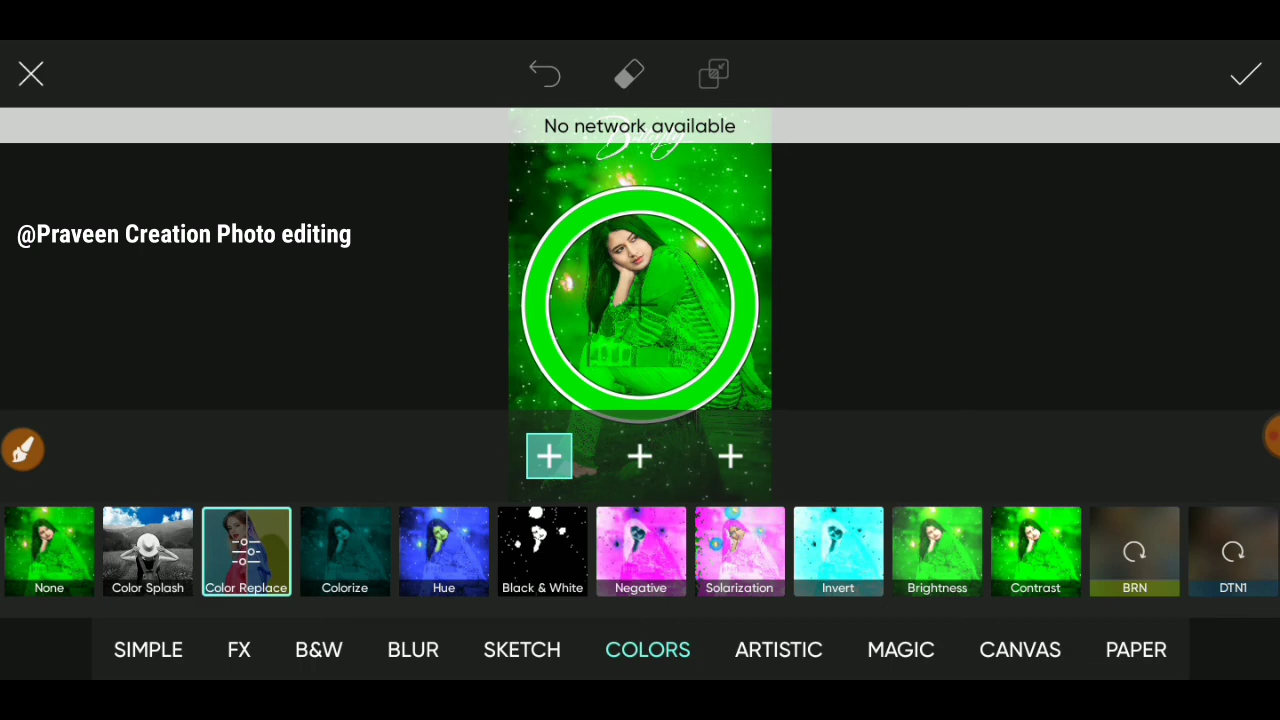 No network available
@Praveen Creation Photo editing
None
Color Splash
Color Replace
Colorize
Hue
Black & White
Negative
Solarization
Invert
Brightness
Contrast
BRN
DTN1
SIMPLE
FX
B&W
BLUR
SKETCH
COLORS
ARTISTIC
MAGIC
CANVAS
PAPER